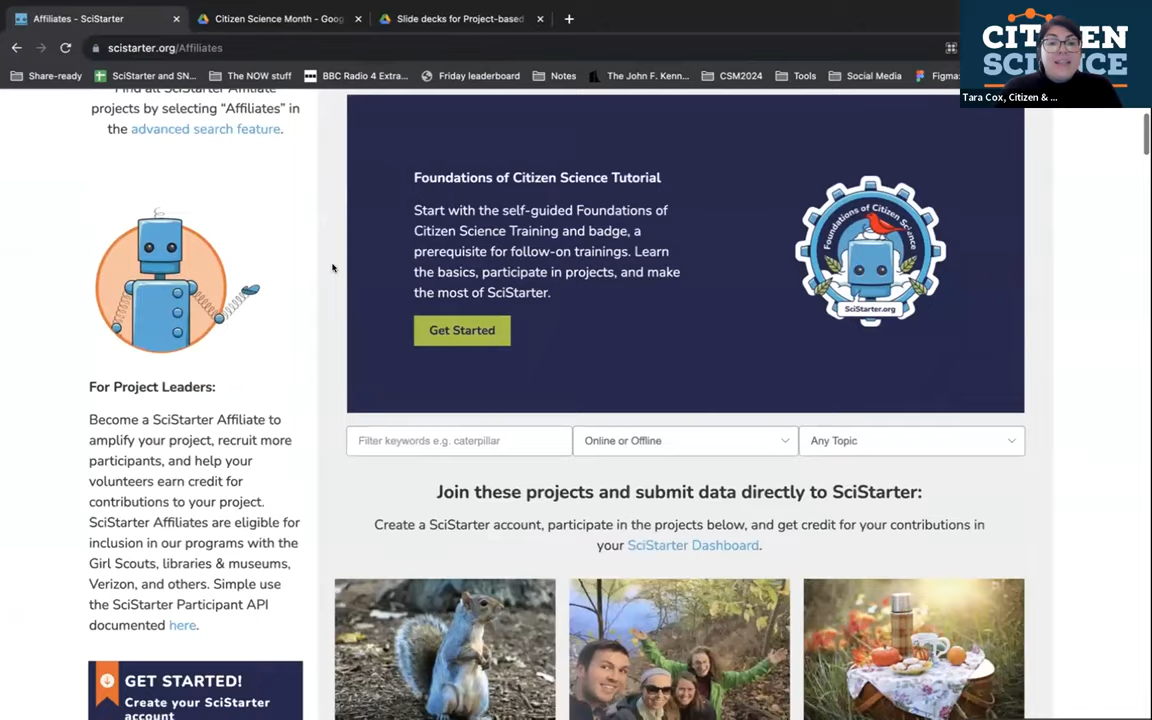 Affiliates - SciStarter
Citizen Science Month - Goog
Slide decks for Project-based
scistarter.org/Affiliates
Share-ready
SciStarter and SN...
The NOW stuff
BBC Radio 4 Extra...
Friday leaderboard
Notes
The John F. Kenn...
CSM2024
Tools
Social Media
Figma:
CITIZEN
SCIENCE
Tara Cox, Citizen & ...
Find all SciStarter Affiliate
projects by selecting “Affiliates” in
the advanced search feature.
For Project Leaders:
Become a SciStarter Affiliate to
amplify your project, recruit more
participants, and help your
volunteers earn credit for
contributions to your project.
SciStarter Affiliates are eligible for
inclusion in our programs with the
Girl Scouts, libraries & museums,
Verizon, and others. Simple use
the SciStarter Participant API
documented here.
GET STARTED!
Create your SciStarter
account
Foundations of Citizen Science Tutorial
Start with the self-guided Foundations of
Citizen Science Training and badge, a
prerequisite for follow-on trainings. Learn
the basics, participate in projects, and make
the most of SciStarter.
Get Started
Foundations of Citizen Science
SciStarter.org
Filter keywords e.g. caterpillar
Online or Offline
Any Topic
Join these projects and submit data directly to SciStarter:
Create a SciStarter account, participate in the projects below, and get credit for your contributions in
your SciStarter Dashboard.